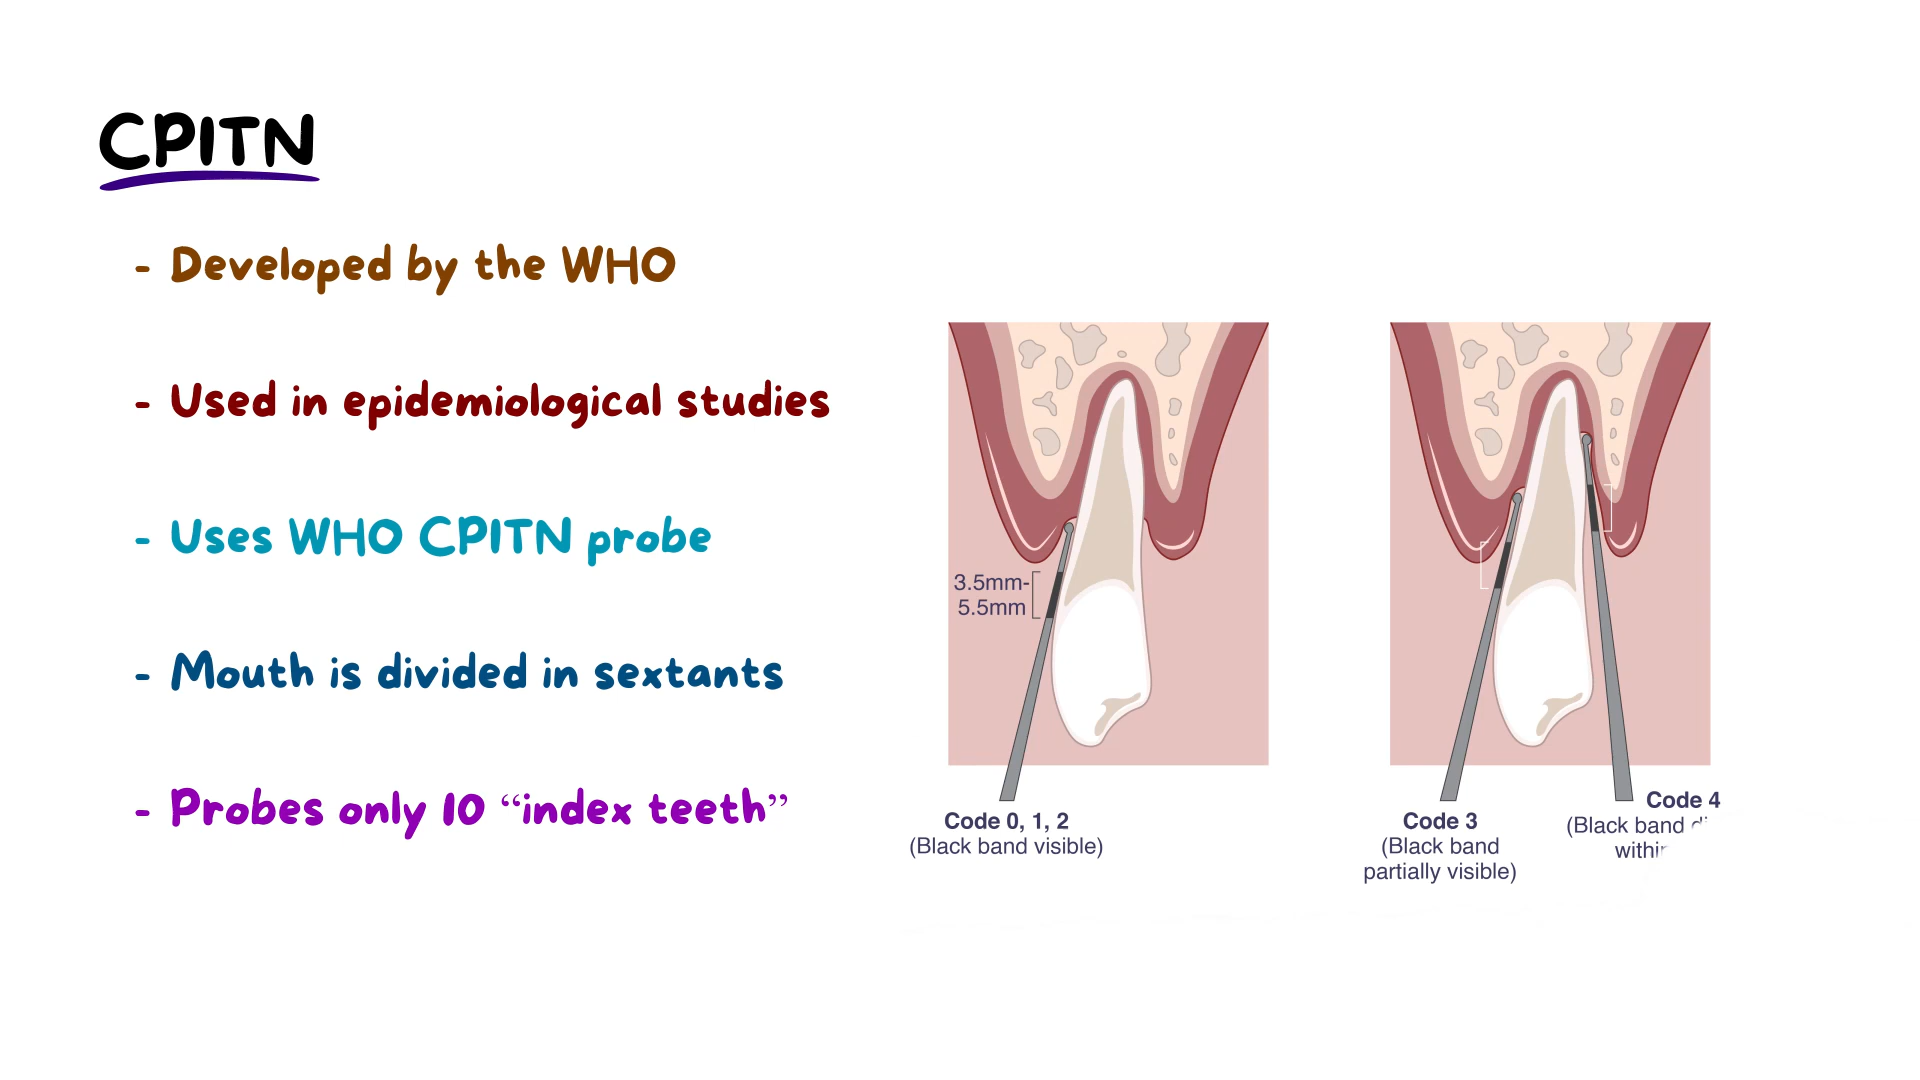 CPITN
- Developed by the WHO
- Used in epidemiological studies
- Uses WHO CPITN probe
- Mouth is divided in sextants
- Probes only 10 “index teeth”
3.5mm-
5.5mm
Code 0, 1, 2
(Black band visible)
Code 3
(Black band
partially visible)
Code 4
(Black band